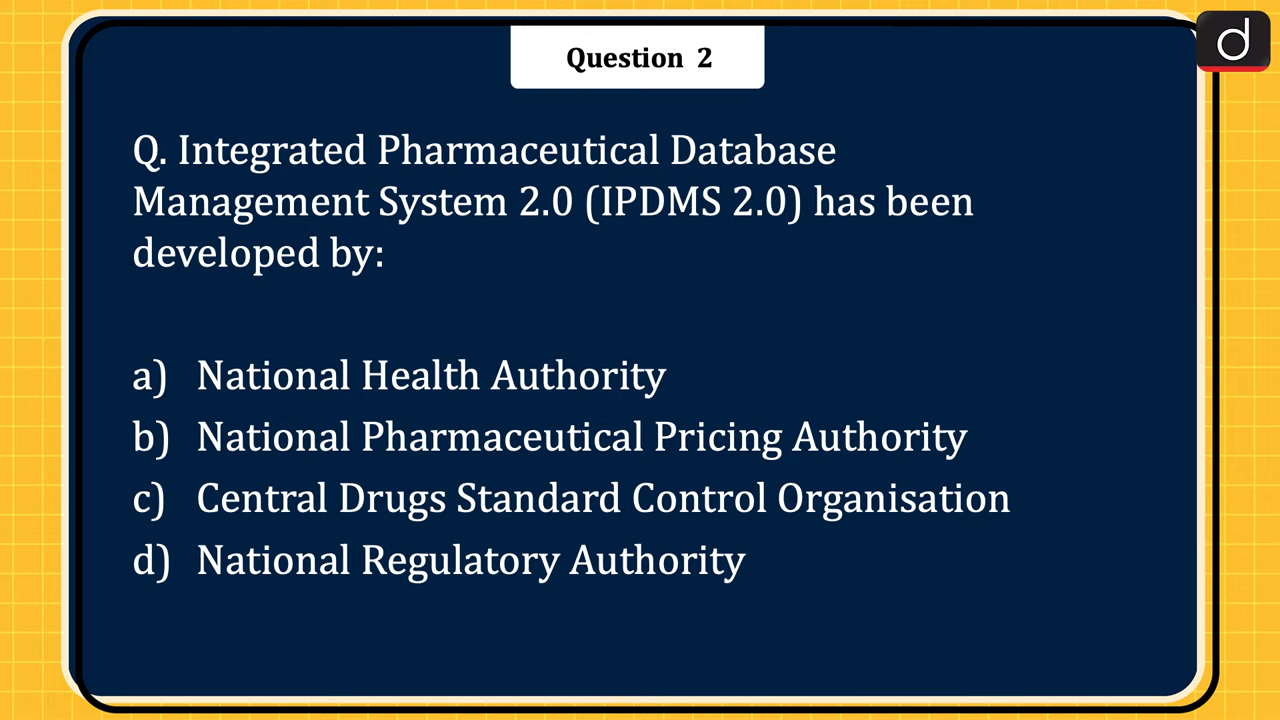 Question 2
d
Q. Integrated Pharmaceutical Database
Management System 2.0 (IPDMS 2.0) has been
developed by:
a) National Health Authority
b) National Pharmaceutical Pricing Authority
c) Central Drugs Standard Control Organisation
d) National Regulatory Authority